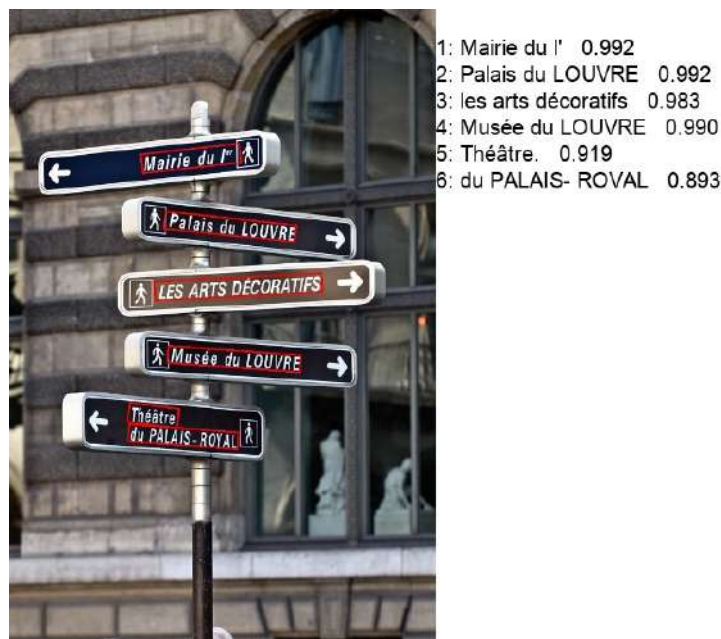 Mairie du Iᵉʳ
Palais du LOUVRE
LES ARTS DÉCORATIFS
Musée du LOUVRE
Théâtre
du PALAIS-ROYAL
1: Mairie du I' 0.992
2: Palais du LOUVRE 0.992
3: les arts décoratifs 0.983
4: Musée du LOUVRE 0.990
5: Théâtre. 0.919
6: du PALAIS- ROVAL 0.893